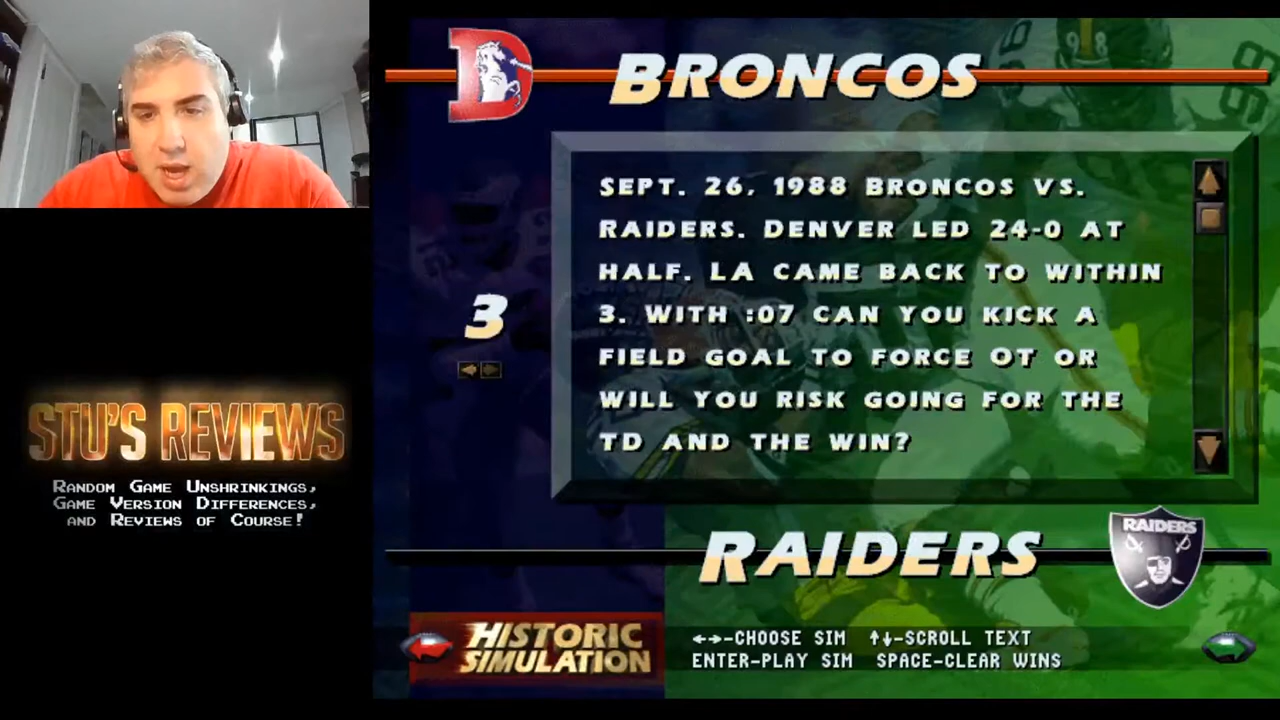 BRONCOS
SEPT. 26, 1988 BRONCOS VS.
RAIDERS. DENVER LED 24-0 AT
HALF. LA CAME BACK TO WITHIN
3. WITH :07 CAN YOU KICK A
FIELD GOAL TO FORCE OT OR
WILL YOU RISK GOING FOR THE
TD AND THE WIN?
3
STU'S REVIEWS
RANDOM GAME UNSHRINKINGS,
GAME VERSION DIFFERENCES,
AND REVIEWS OF COURSE!
RAIDERS
RAIDERS
HISTORIC
SIMULATION
←→-CHOOSE SIM ↑↓-SCROLL TEXT
ENTER-PLAY SIM SPACE-CLEAR WINS
98